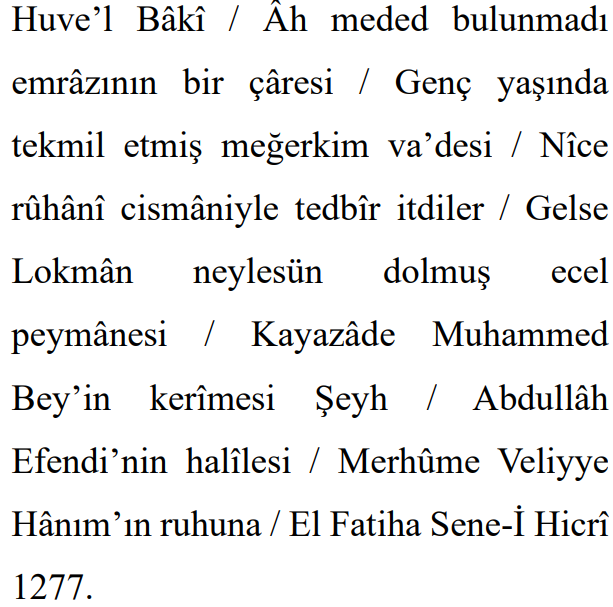 Huve’l Bâkî / Âh meded bulunmadı
emrâzının bir çâresi / Genç yaşında
tekmil etmiş meğerkim va’desi / Nîce
rûhânî cismâniyle tedbîr itdiler / Gelse
Lokmân neylesün dolmuş ecel
peymânesi / Kayazâde Muhammed
Bey’in kerîmesi Şeyh / Abdullâh
Efendi’nin halîlesi / Merhûme Veliyye
Hânım’ın ruhuna / El Fatiha Sene-İ Hicrî
1277.